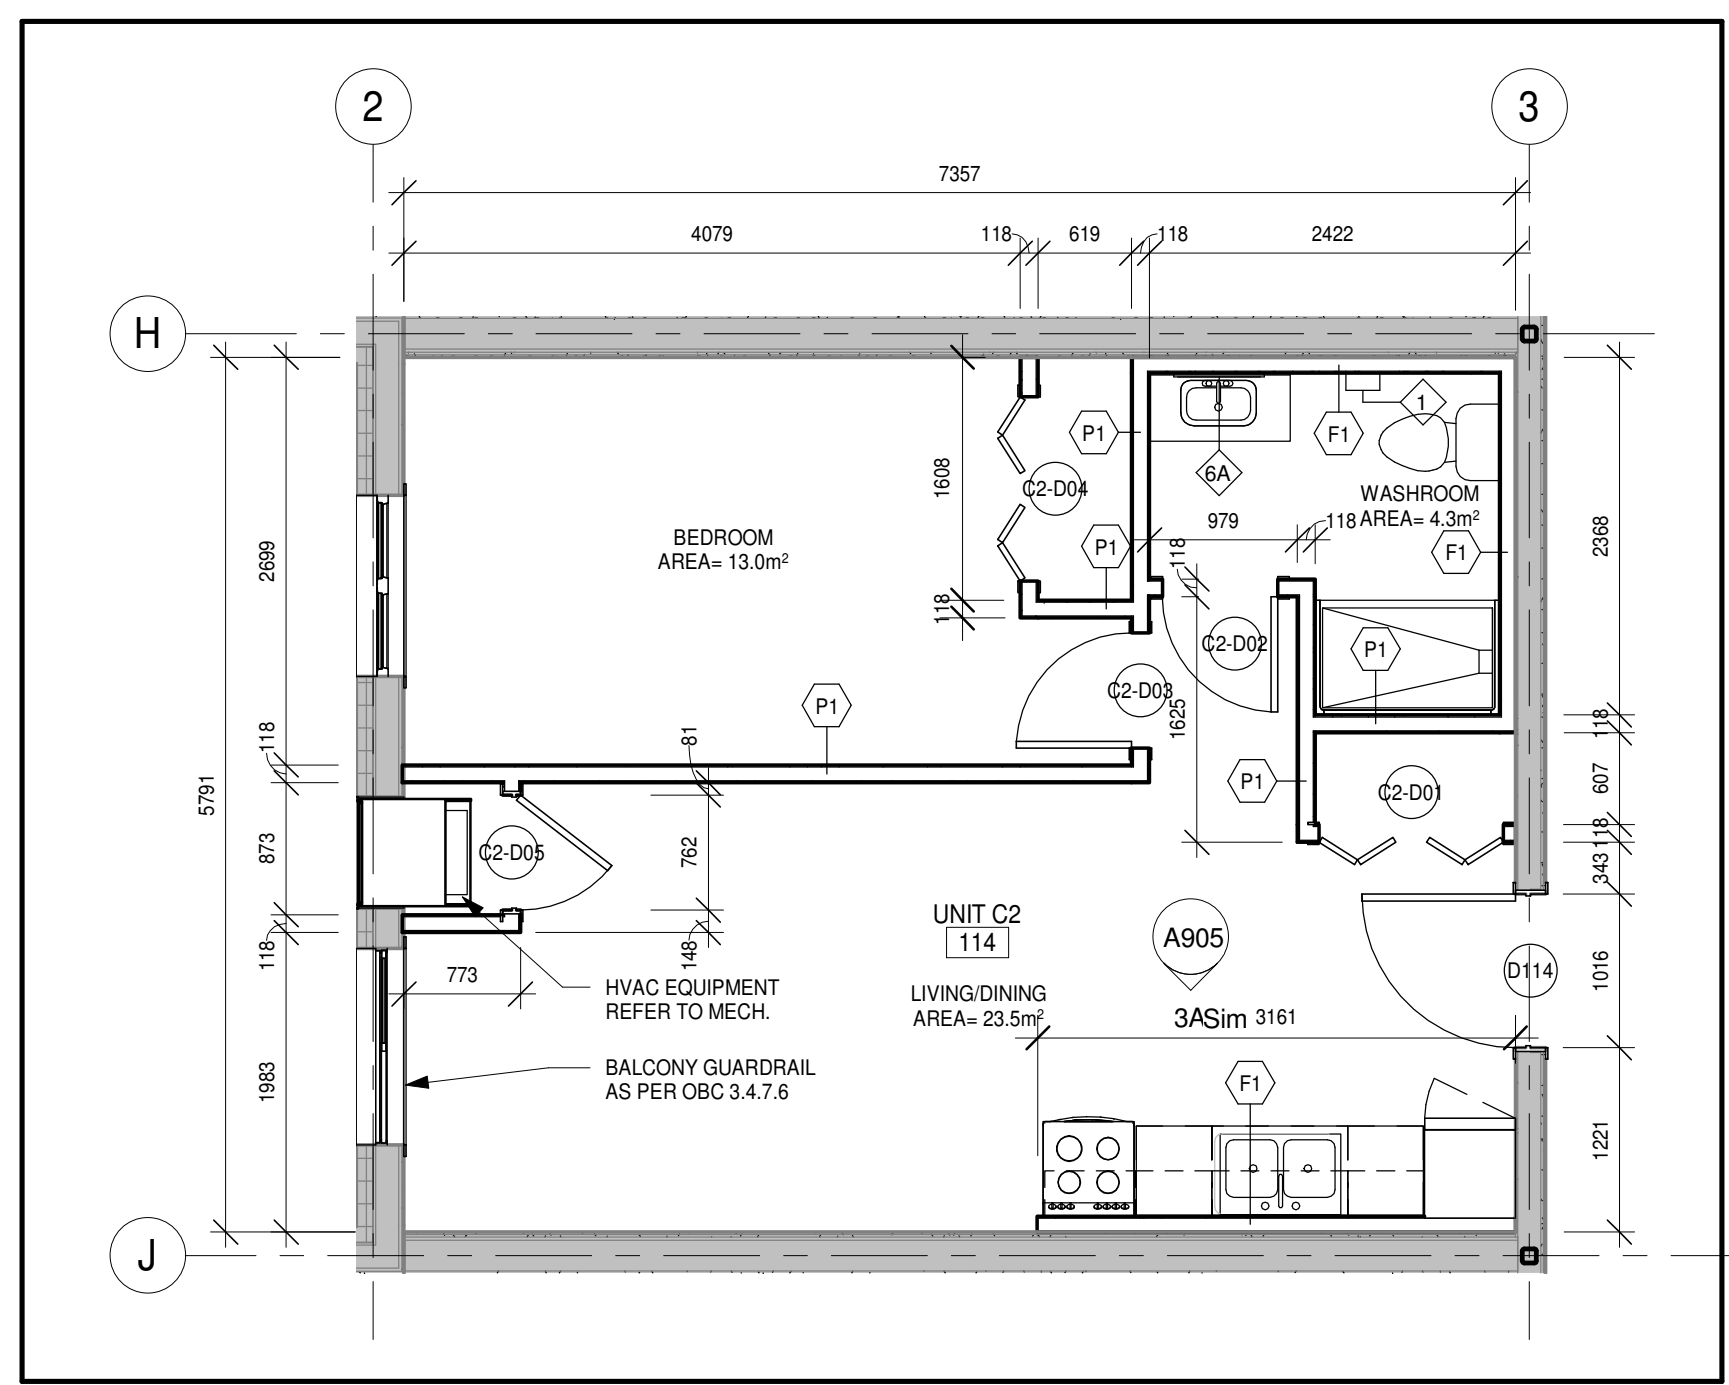 2
3
7357
4079
118
619
118
2422
H
1
P1
F1
6A
1608
C2-D04
WASHROOM
AREA= 4.3m²
979
118
BEDROOM
AREA= 13.0m²
P1
F1
118
2699
2368
118
C2-D02
P1
C2-D03
P1
1625
118
81
118
5791
P1
C2-D01
607
873
C2-D05
762
118
343
UNIT C2
114
A905
118
148
773
HVAC EQUIPMENT
REFER TO MECH.
D114
1016
LIVING/DINING
AREA= 23.5m²
3A
Sim
3161
BALCONY GUARDRAIL
AS PER OBC 3.4.7.6
1983
F1
1221
J